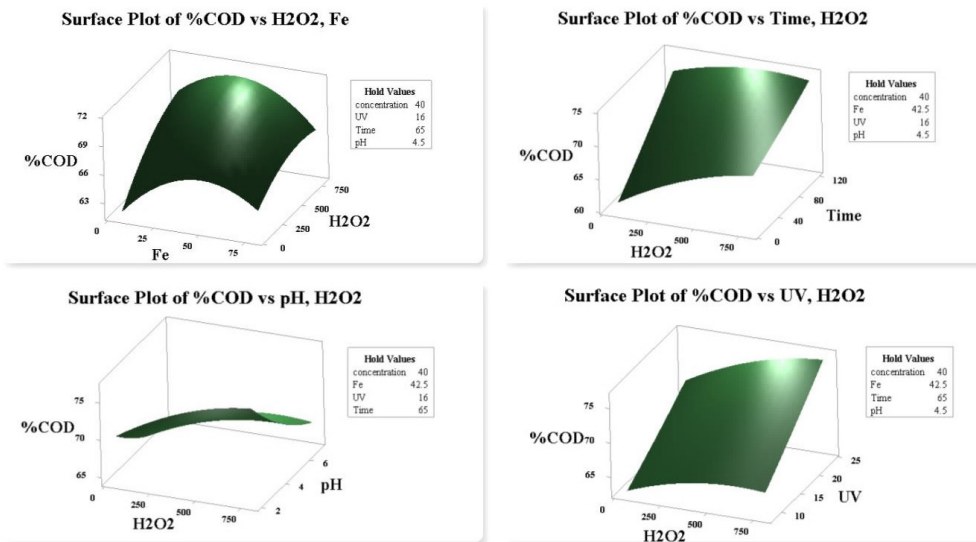 Surface Plot of %COD vs H2O2, Fe
Hold Values
concentration 40
UV 16
Time 65
pH 4.5
72
69
66
63
%COD
0
25
50
75
Fe
0
250
500
750
H2O2
Surface Plot of %COD vs Time, H2O2
Hold Values
concentration 40
Fe 42.5
UV 16
pH 4.5
75
70
65
60
%COD
0
250
500
750
H2O2
0
40
80
120
Time
Surface Plot of %COD vs pH, H2O2
Hold Values
concentration 40
Fe 42.5
UV 16
Time 65
75
70
65
%COD
0
250
500
750
H2O2
2
4
6
pH
Surface Plot of %COD vs UV, H2O2
Hold Values
concentration 40
Fe 42.5
Time 65
pH 4.5
75
70
65
%COD
0
250
500
750
H2O2
10
15
20
25
UV